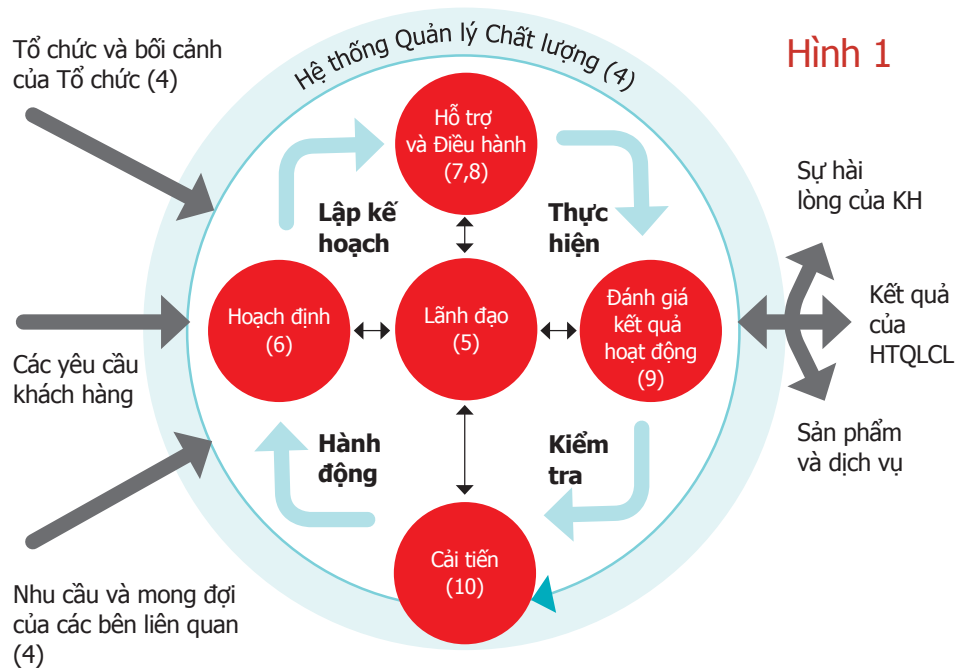 Tổ chức và bối cảnh
của Tổ chức (4)
Hệ thống Quản lý Chất lượng (4)
Hình 1
Hỗ trợ
và Điều hành
(7,8)
Lập kế
hoạch
Thực
hiện
Sự hài
lòng của KH
Hoạch định
(6)
Lãnh đạo
(5)
Đánh giá
kết quả
hoạt động
(9)
Kết quả
của
HTQLCL
Các yêu cầu
khách hàng
Hành
động
Kiểm
tra
Sản phẩm
và dịch vụ
Cải tiến
(10)
Nhu cầu và mong đợi
của các bên liên quan
(4)